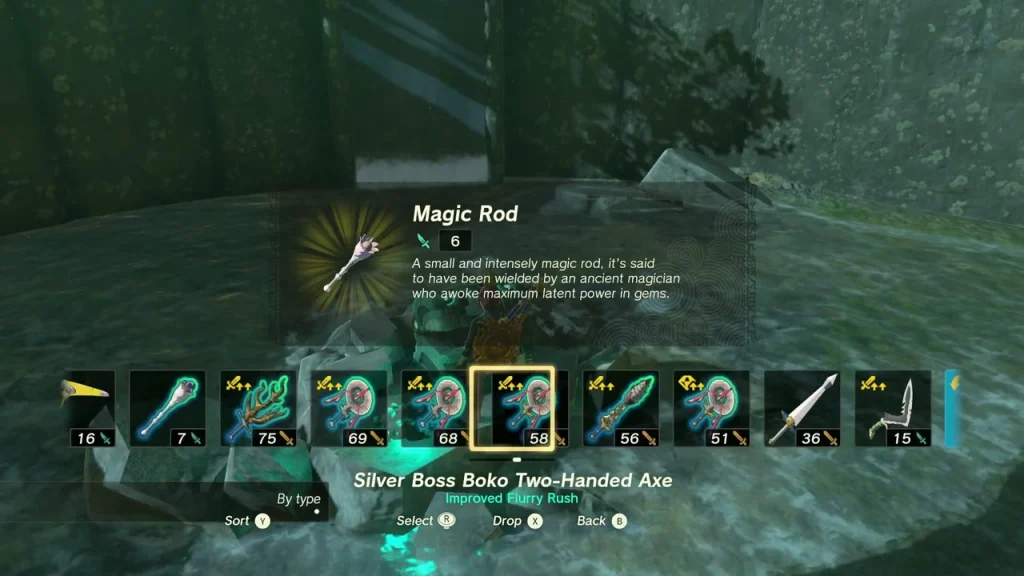 Magic Rod
6
A small and intensely magic rod, it's said
to have been wielded by an ancient magician
who awoke maximum latent power in gems.
16 7 75 69 68 58 56 51 36 15
Silver Boss Boko Two-Handed Axe
Improved Flurry Rush
By type
Sort Y Select R Drop X Back B